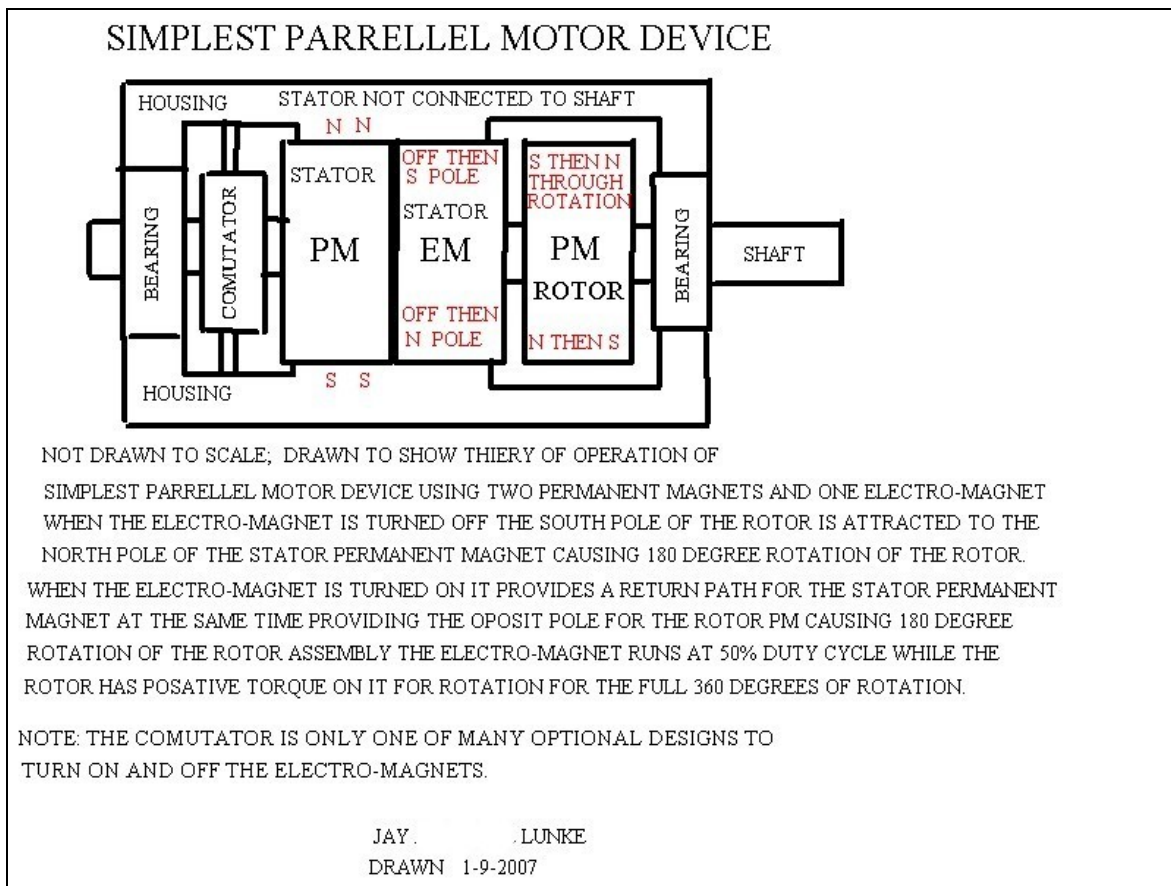 SIMPLEST PARRELLEL MOTOR DEVICE
HOUSING
STATOR NOT CONNECTED TO SHAFT
N N
BEARING
COMUTATOR
STATOR
PM
OFF THEN
S POLE
STATOR
EM
OFF THEN
N POLE
S THEN N
THROUGH
ROTATION
PM
ROTOR
N THEN S
BEARING
SHAFT
S S
HOUSING
NOT DRAWN TO SCALE; DRAWN TO SHOW THIERY OF OPERATION OF
SIMPLEST PARRELLEL MOTOR DEVICE USING TWO PERMANENT MAGNETS AND ONE ELECTRO-MAGNET
WHEN THE ELECTRO-MAGNET IS TURNED OFF THE SOUTH POLE OF THE ROTOR IS ATTRACTED TO THE
NORTH POLE OF THE STATOR PERMANENT MAGNET CAUSING 180 DEGREE ROTATION OF THE ROTOR.
WHEN THE ELECTRO-MAGNET IS TURNED ON IT PROVIDES A RETURN PATH FOR THE STATOR PERMANENT
MAGNET AT THE SAME TIME PROVIDING THE OPOSIT POLE FOR THE ROTOR PM CAUSING 180 DEGREE
ROTATION OF THE ROTOR ASSEMBLY THE ELECTRO-MAGNET RUNS AT 50% DUTY CYCLE WHILE THE
ROTOR HAS POSATIVE TORQUE ON IT FOR ROTATION FOR THE FULL 360 DEGREES OF ROTATION.
NOTE: THE COMUTATOR IS ONLY ONE OF MANY OPTIONAL DESIGNS TO
TURN ON AND OFF THE ELECTRO-MAGNETS.
JAY . . LUNKE
DRAWN 1-9-2007